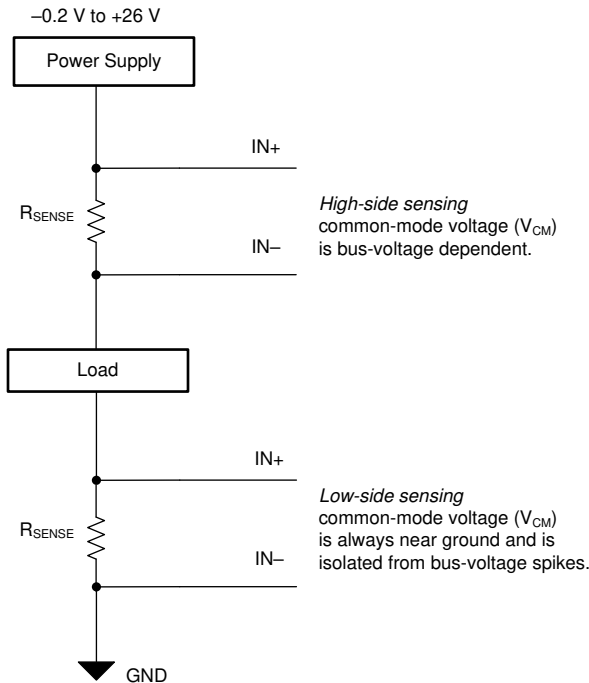 –0.2 V to +26 V
Power Supply
IN+
RSENSE
High-side sensing
common-mode voltage (VCM)
is bus-voltage dependent.
IN–
Load
IN+
RSENSE
Low-side sensing
common-mode voltage (VCM)
is always near ground and is
isolated from bus-voltage spikes.
IN–
GND